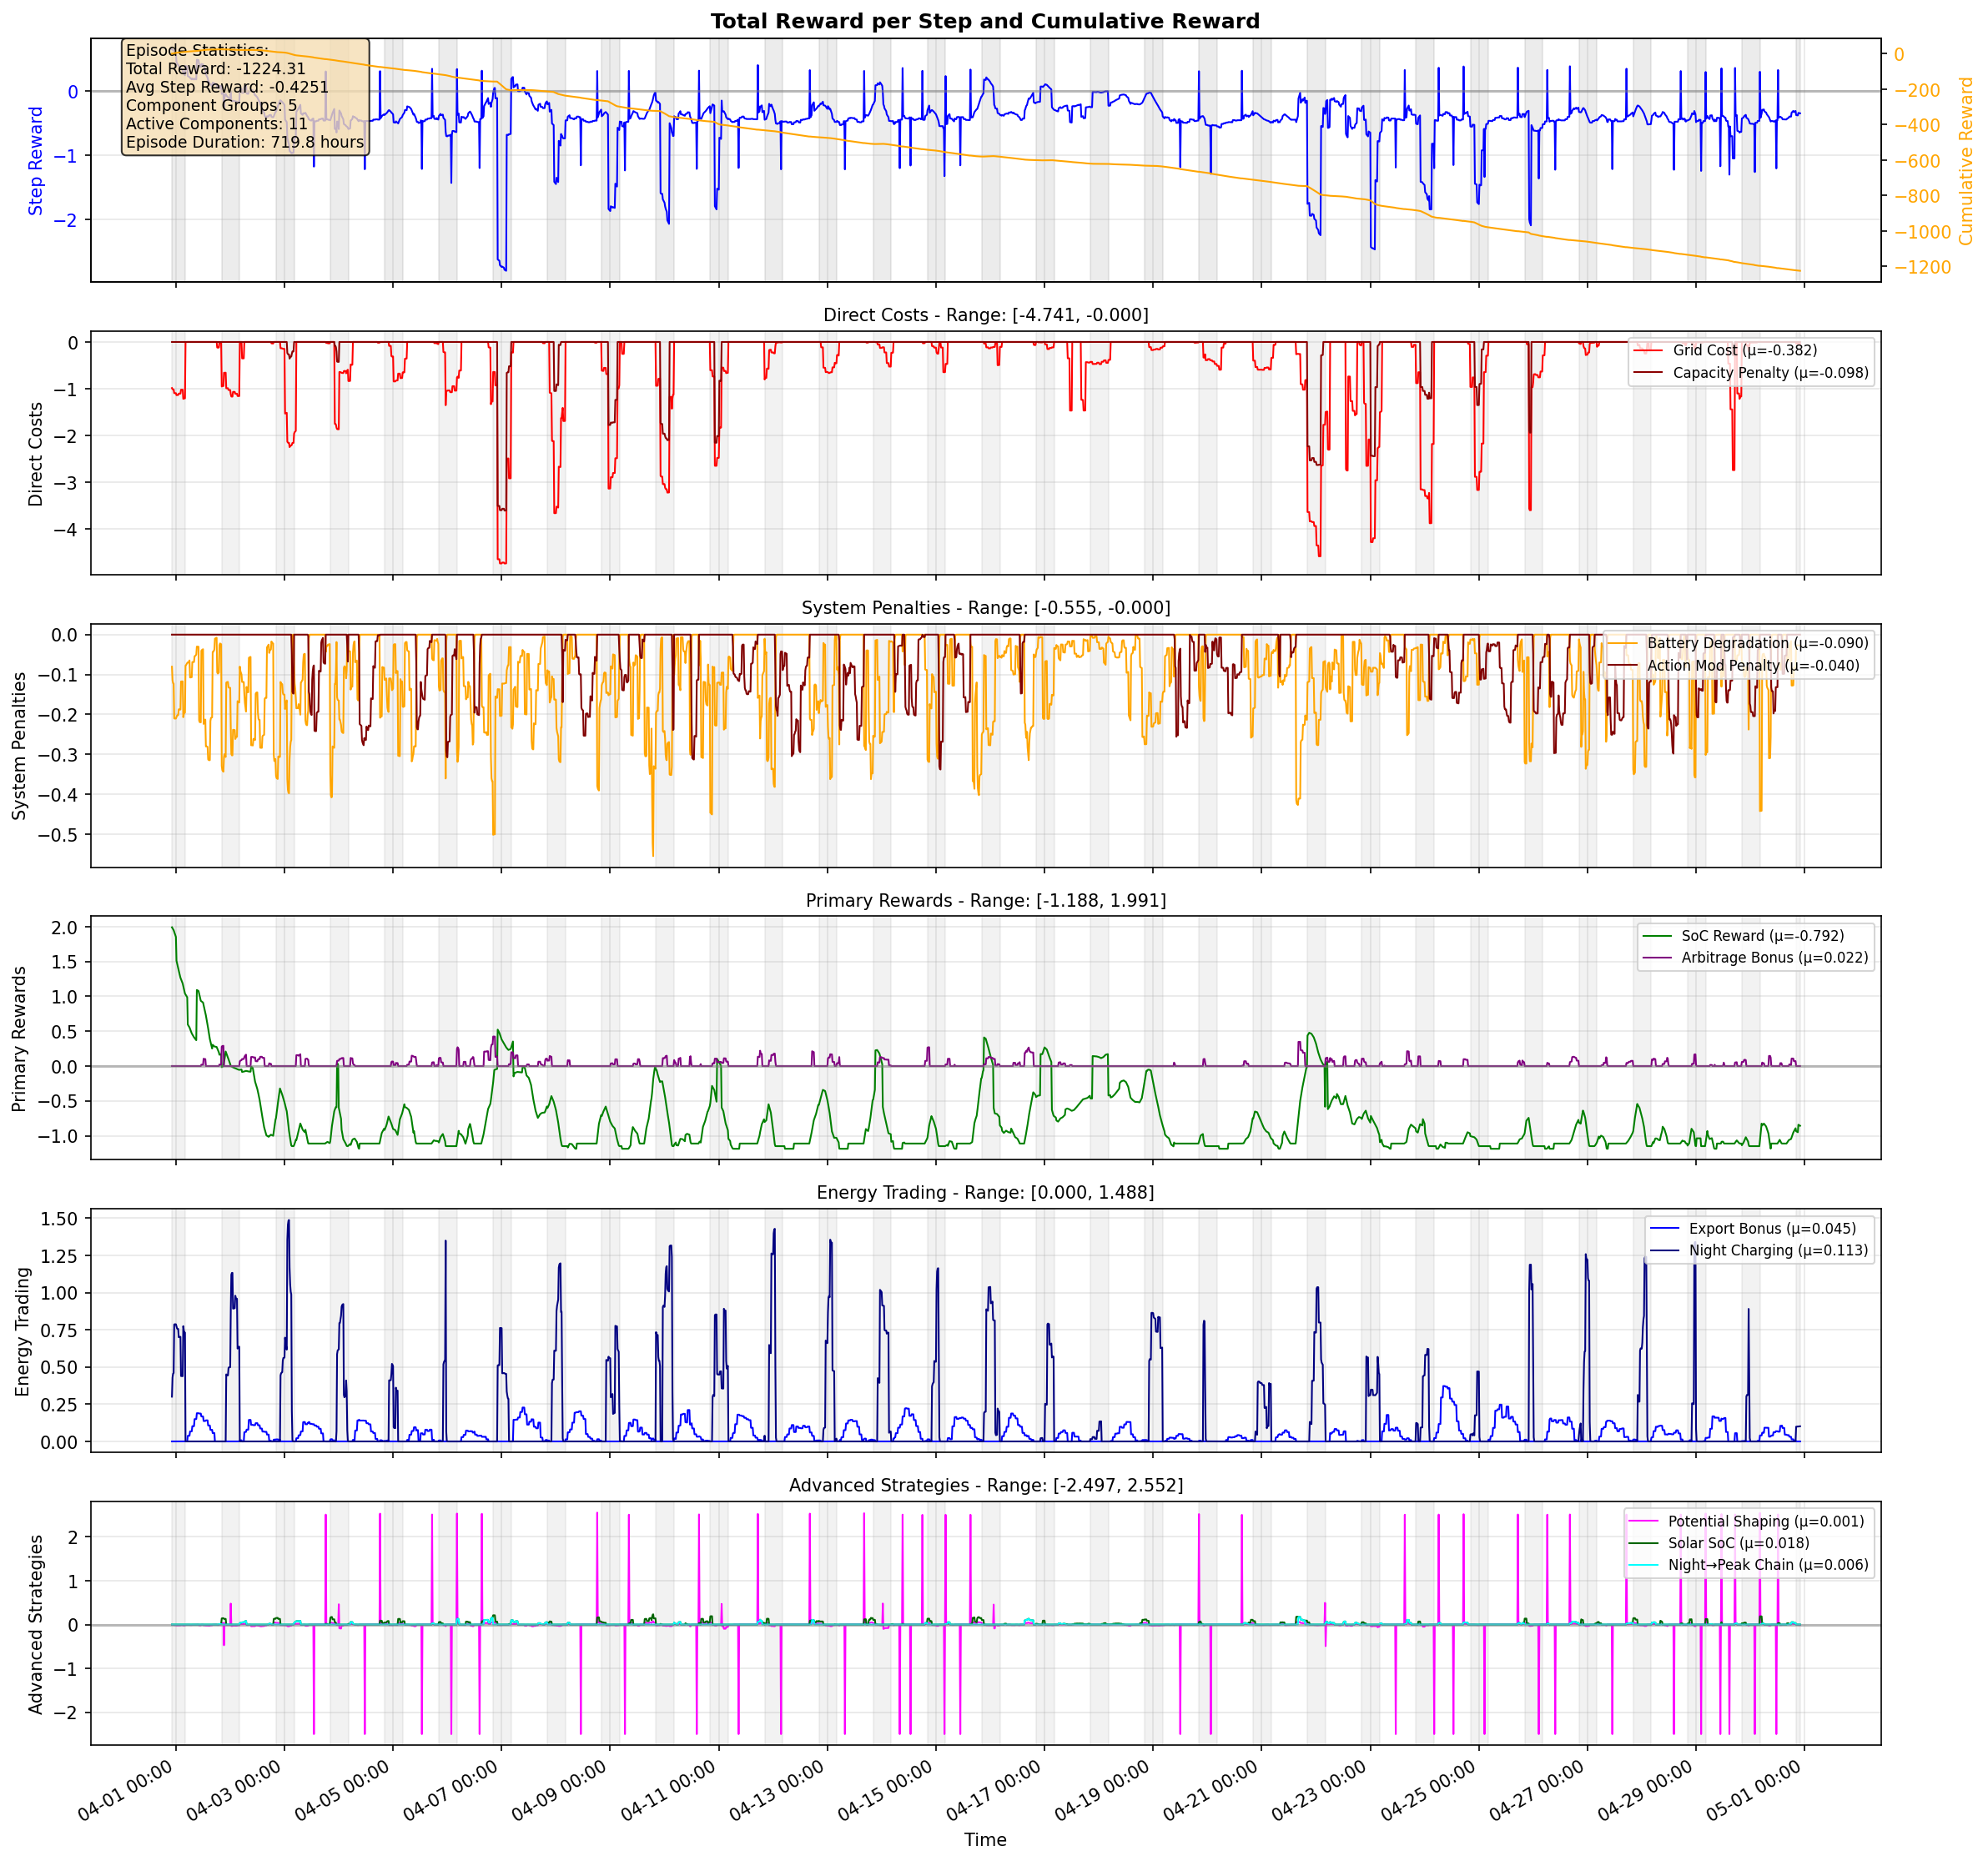 Total Reward per Step and Cumulative Reward
Episode Statistics:
Total Reward: -1224.31
Avg Step Reward: -0.4251
Component Groups: 5
Active Components: 11
Episode Duration: 719.8 hours
Step Reward
0
−1
−2
Cumulative Reward
0
−200
−400
−600
−800
−1000
−1200
Direct Costs - Range: [-4.741, -0.000]
Direct Costs
0
−1
−2
−3
−4
Grid Cost (μ=-0.382)
Capacity Penalty (μ=-0.098)
System Penalties - Range: [-0.555, -0.000]
System Penalties
0.0
−0.1
−0.2
−0.3
−0.4
−0.5
Battery Degradation (μ=-0.090)
Action Mod Penalty (μ=-0.040)
Primary Rewards - Range: [-1.188, 1.991]
Primary Rewards
2.0
1.5
1.0
0.5
0.0
−0.5
−1.0
SoC Reward (μ=-0.792)
Arbitrage Bonus (μ=0.022)
Energy Trading - Range: [0.000, 1.488]
Energy Trading
1.50
1.25
1.00
0.75
0.50
0.25
0.00
Export Bonus (μ=0.045)
Night Charging (μ=0.113)
Advanced Strategies - Range: [-2.497, 2.552]
Advanced Strategies
2
1
0
−1
−2
Potential Shaping (μ=0.001)
Solar SoC (μ=0.018)
Night→Peak Chain (μ=0.006)
04-01 00:00
04-03 00:00
04-05 00:00
04-07 00:00
04-09 00:00
04-11 00:00
04-13 00:00
04-15 00:00
04-17 00:00
04-19 00:00
04-21 00:00
04-23 00:00
04-25 00:00
04-27 00:00
04-29 00:00
05-01 00:00
Time